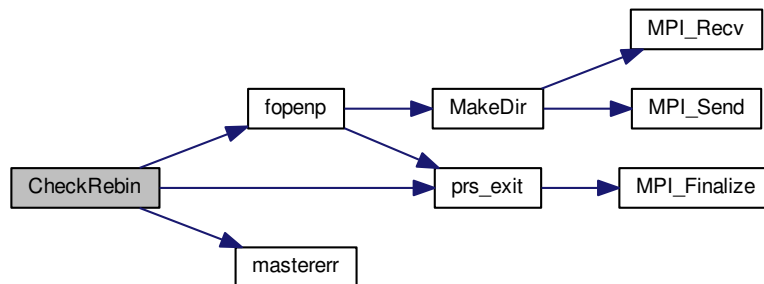 CheckRebin
fopenp
mastererr
MakeDir
prs_exit
MPI_Recv
MPI_Send
MPI_Finalize